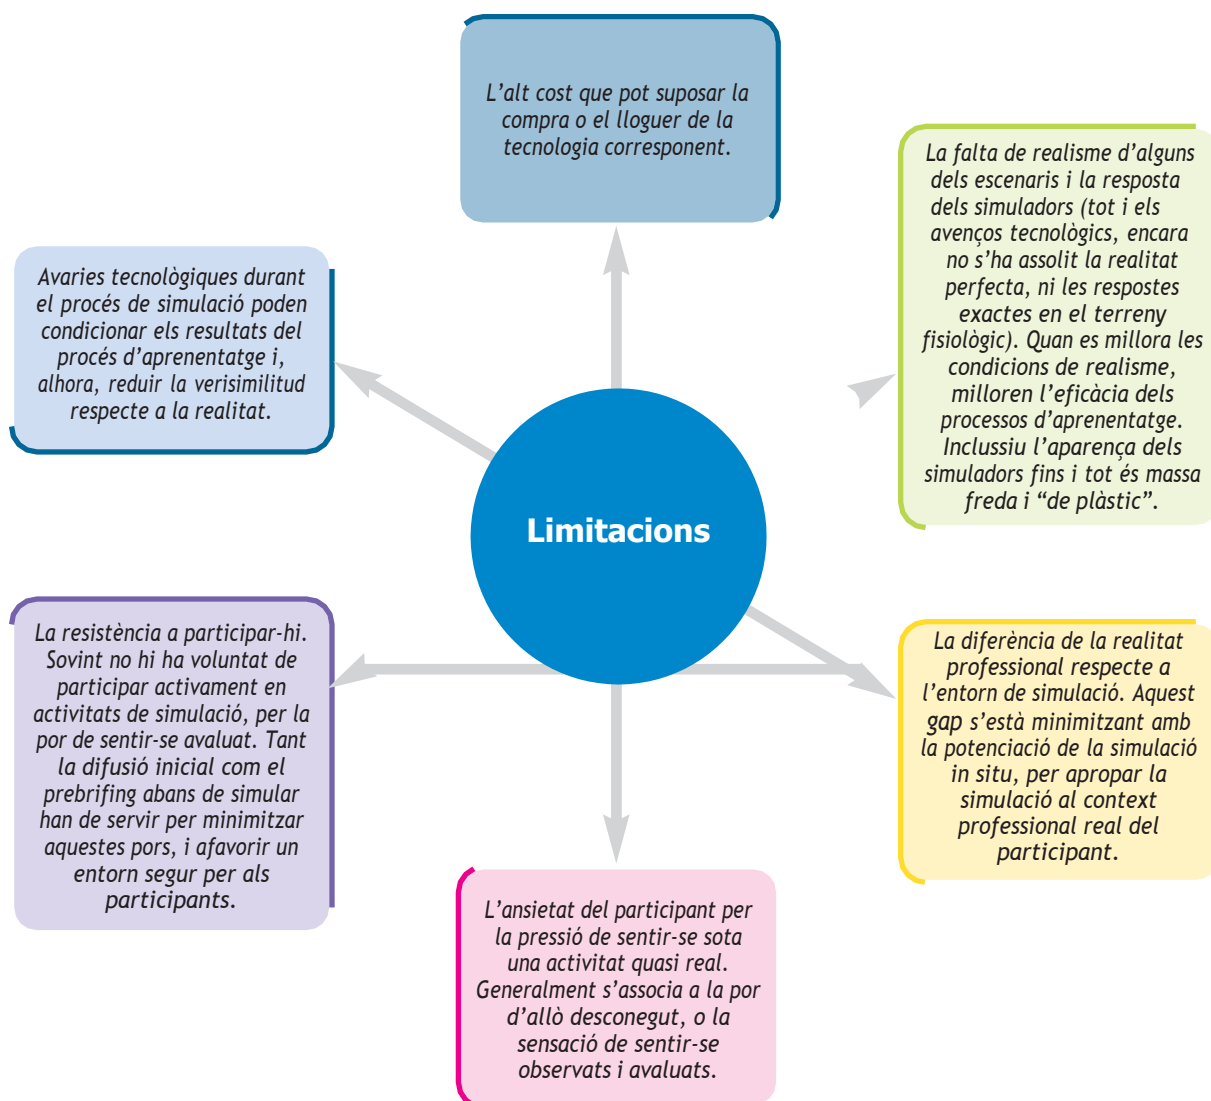 L’alt cost que pot suposar la
compra o el lloguer de la
tecnologia corresponent.
La falta de realisme d’alguns
dels escenaris i la resposta
dels simuladors (tot i els
avenços tecnològics, encara
no s’ha assolit la realitat
perfecta, ni les respostes
exactes en el terreny
fisiològic). Quan es millora les
condicions de realisme,
milloren l’eficàcia dels
processos d’aprenentatge.
Inclussiu l’aparença dels
simuladors fins i tot és massa
freda i “de plàstic”.
Avaries tecnològiques durant
el procés de simulació poden
condicionar els resultats del
procés d’aprenentatge i,
alhora, reduir la verisimilitud
respecte a la realitat.
Limitacions
La resistència a participar-hi.
Sovint no hi ha voluntat de
participar activament en
activitats de simulació, per la
por de sentir-se avaluat. Tant
la difusió inicial com el
prebrifing abans de simular
han de servir per minimitzar
aquestes pors, i afavorir un
entorn segur per als
participants.
La diferència de la realitat
professional respecte a
l’entorn de simulació. Aquest
gap s’està minimitzant amb
la potenciació de la simulació
in situ, per apropar la
simulació al context
professional real del
participant.
L’ansietat del participant per
la pressió de sentir-se sota
una activitat quasi real.
Generalment s’associa a la por
d’allò desconegut, o la
sensació de sentir-se
observats i avaluats.